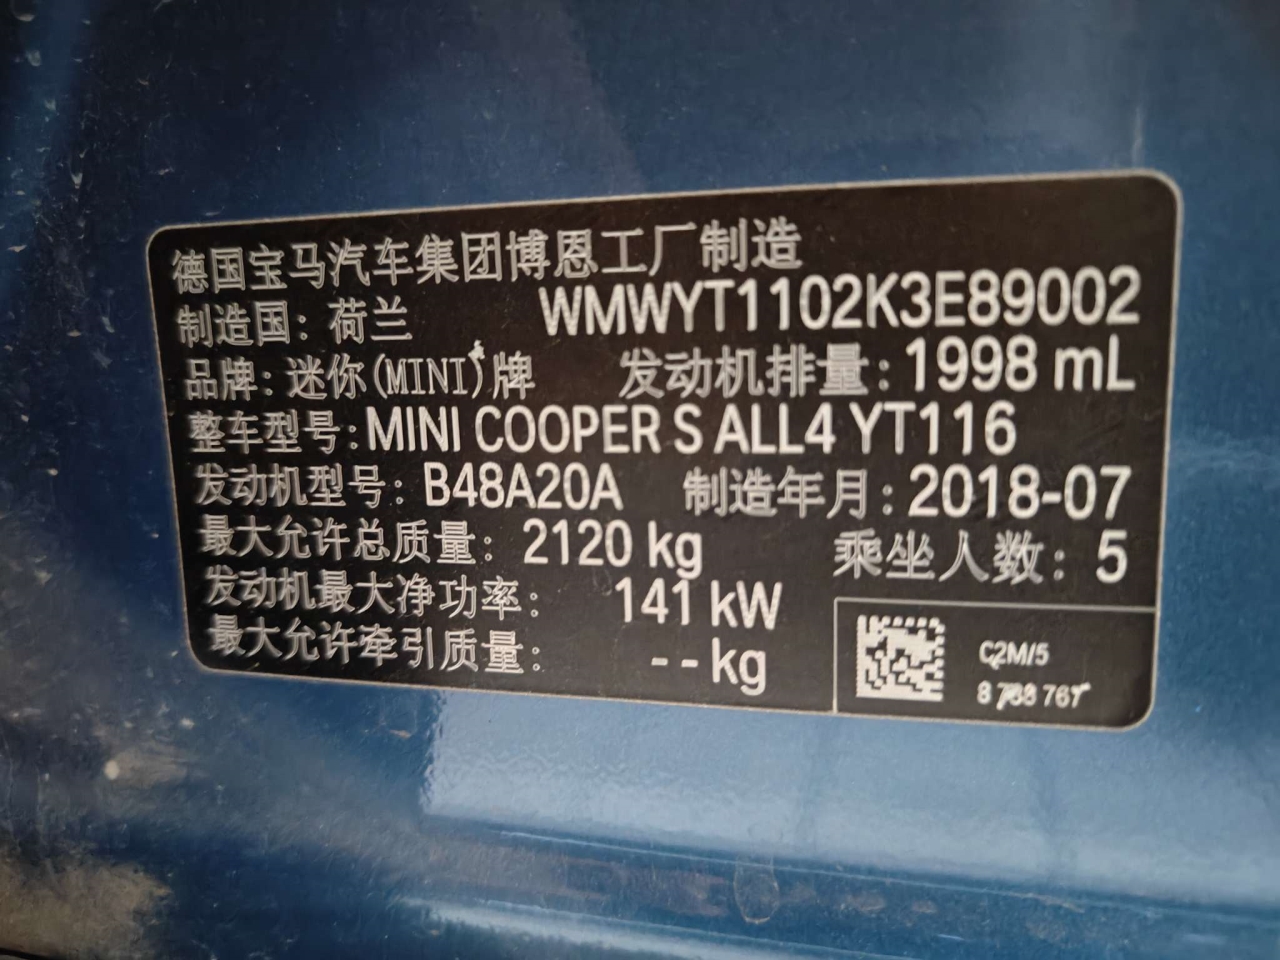 德国宝马汽车集团博恩工厂制造
制造国: 荷兰 WMWYT1102K3E89002
品牌: 迷你(MINI)牌 发动机排量: 1998 mL
整车型号: MINI COOPER S ALL4 YT116
发动机型号: B48A20A 制造年月: 2018-07
最大允许总质量: 2120 kg 乘坐人数: 5
发动机最大净功率: 141 kW
最大允许牵引质量: -- kg
C2M/5